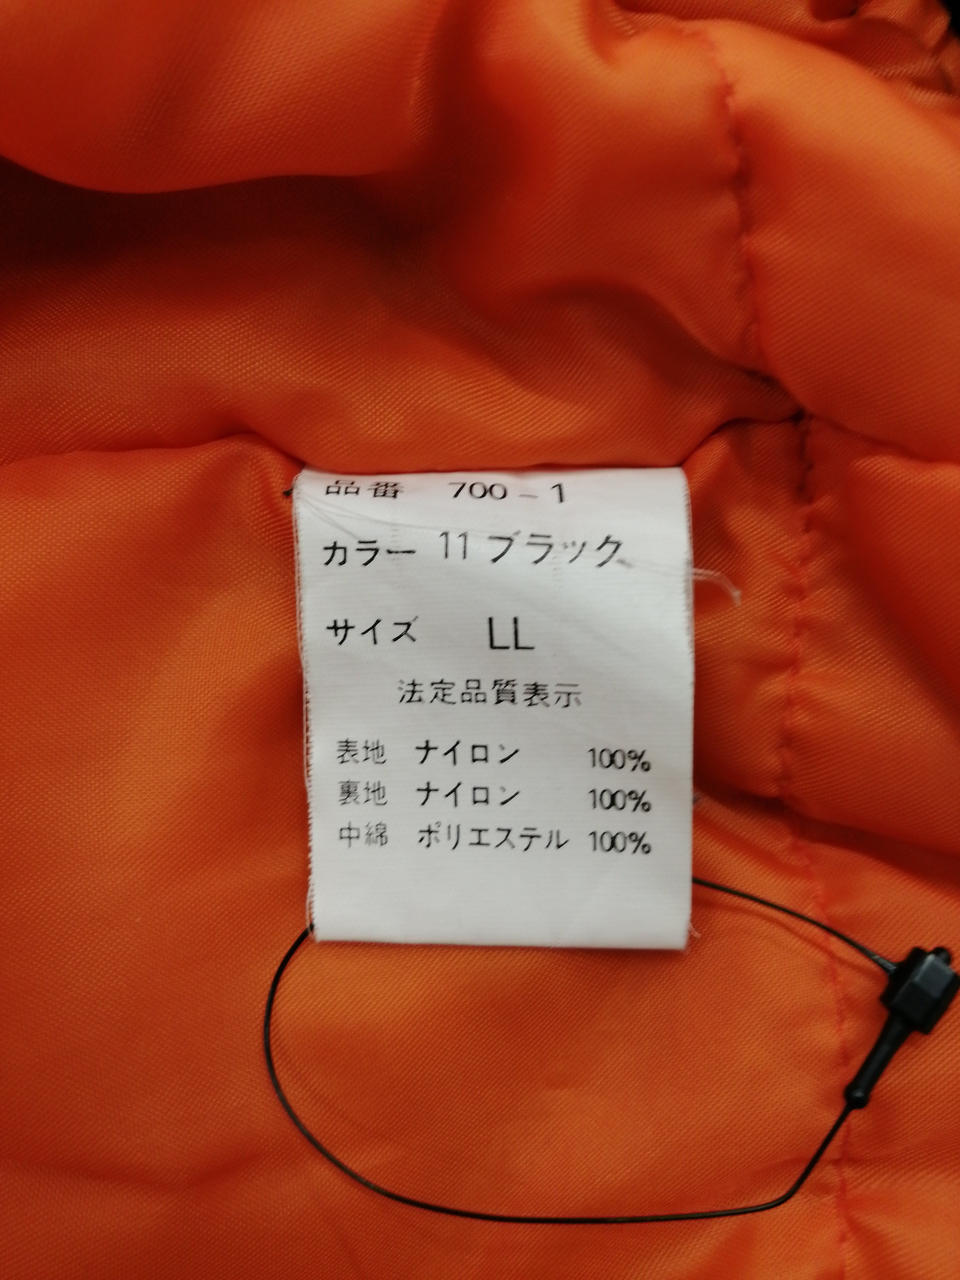 品番 700-1
カラー 11 ブラック
サイズ LL
法定品質表示
表地 ナイロン 100%
裏地 ナイロン 100%
中綿 ポリエステル 100%